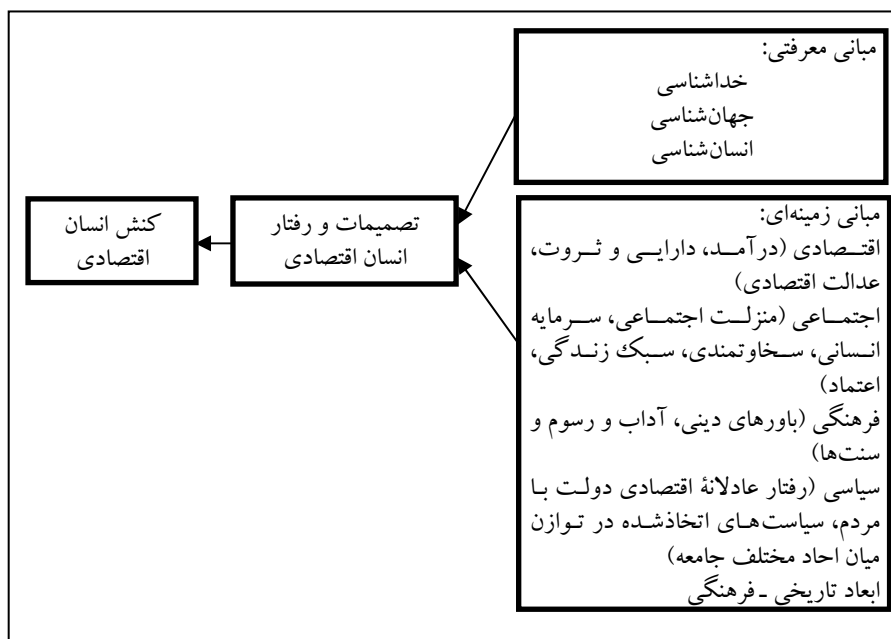 مبانی معرفتی:
خداشناسی
جهان‌شناسی
انسان‌شناسی
مبانی زمینه‌ای:
اقتصادی (درآمد، دارایی و ثروت،
عدالت اقتصادی)
اجتماعی (منزلت اجتماعی، سرمایه
انسانی، سخاوتمندی، سبک زندگی،
اعتماد)
فرهنگی (باورهای دینی، آداب و رسوم و
سنت‌ها)
سیاسی (رفتار عادلانهٔ اقتصادی دولت با
مردم، سیاست‌های اتخاذشده در توازن
میان احاد مختلف جامعه)
ابعاد تاریخی ـ فرهنگی
تصمیمات و رفتار
انسان اقتصادی
کنش انسان
اقتصادی